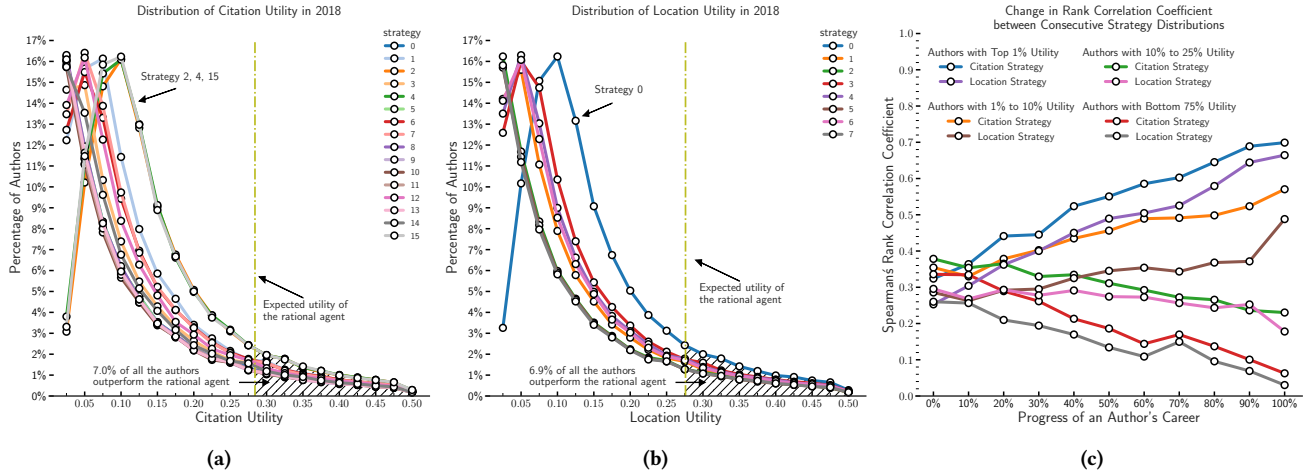 Distribution of Citation Utility in 2018
17%
16%
15%
14%
13%
12%
11%
10%
9%
8%
7%
6%
5%
4%
3%
2%
1%
0%
Percentage of Authors
strategy
0
1
2
3
4
5
6
7
8
9
10
11
12
13
14
15
Strategy 2, 4, 15
Expected utility of
the rational agent
7.0% of all the authors
outperform the rational agent
0.05 0.10 0.15 0.20 0.25 0.30 0.35 0.40 0.45 0.50
Citation Utility
(a)
Distribution of Location Utility in 2018
17%
16%
15%
14%
13%
12%
11%
10%
9%
8%
7%
6%
5%
4%
3%
2%
1%
0%
Percentage of Authors
strategy
0
1
2
3
4
5
6
7
Strategy 0
Expected utility of
the rational agent
6.9% of all the authors
outperform the rational agent
0.05 0.10 0.15 0.20 0.25 0.30 0.35 0.40 0.45 0.50
Location Utility
(b)
Change in Rank Correlation Coefficient
between Consecutive Strategy Distributions
1.0
0.9
0.8
0.7
0.6
0.5
0.4
0.3
0.2
0.1
0.0
Spermań Rank Correlation Coefficient
Authors with Top 1% Utility
Citation Strategy
Location Strategy
Authors with 1% to 10% Utility
Citation Strategy
Location Strategy
Authors with 10% to 25% Utility
Citation Strategy
Location Strategy
Authors with Bottom 75% Utility
Citation Strategy
Location Strategy
0% 10% 20% 30% 40% 50% 60% 70% 80% 90% 100%
Progress of an Author's Career
(c)